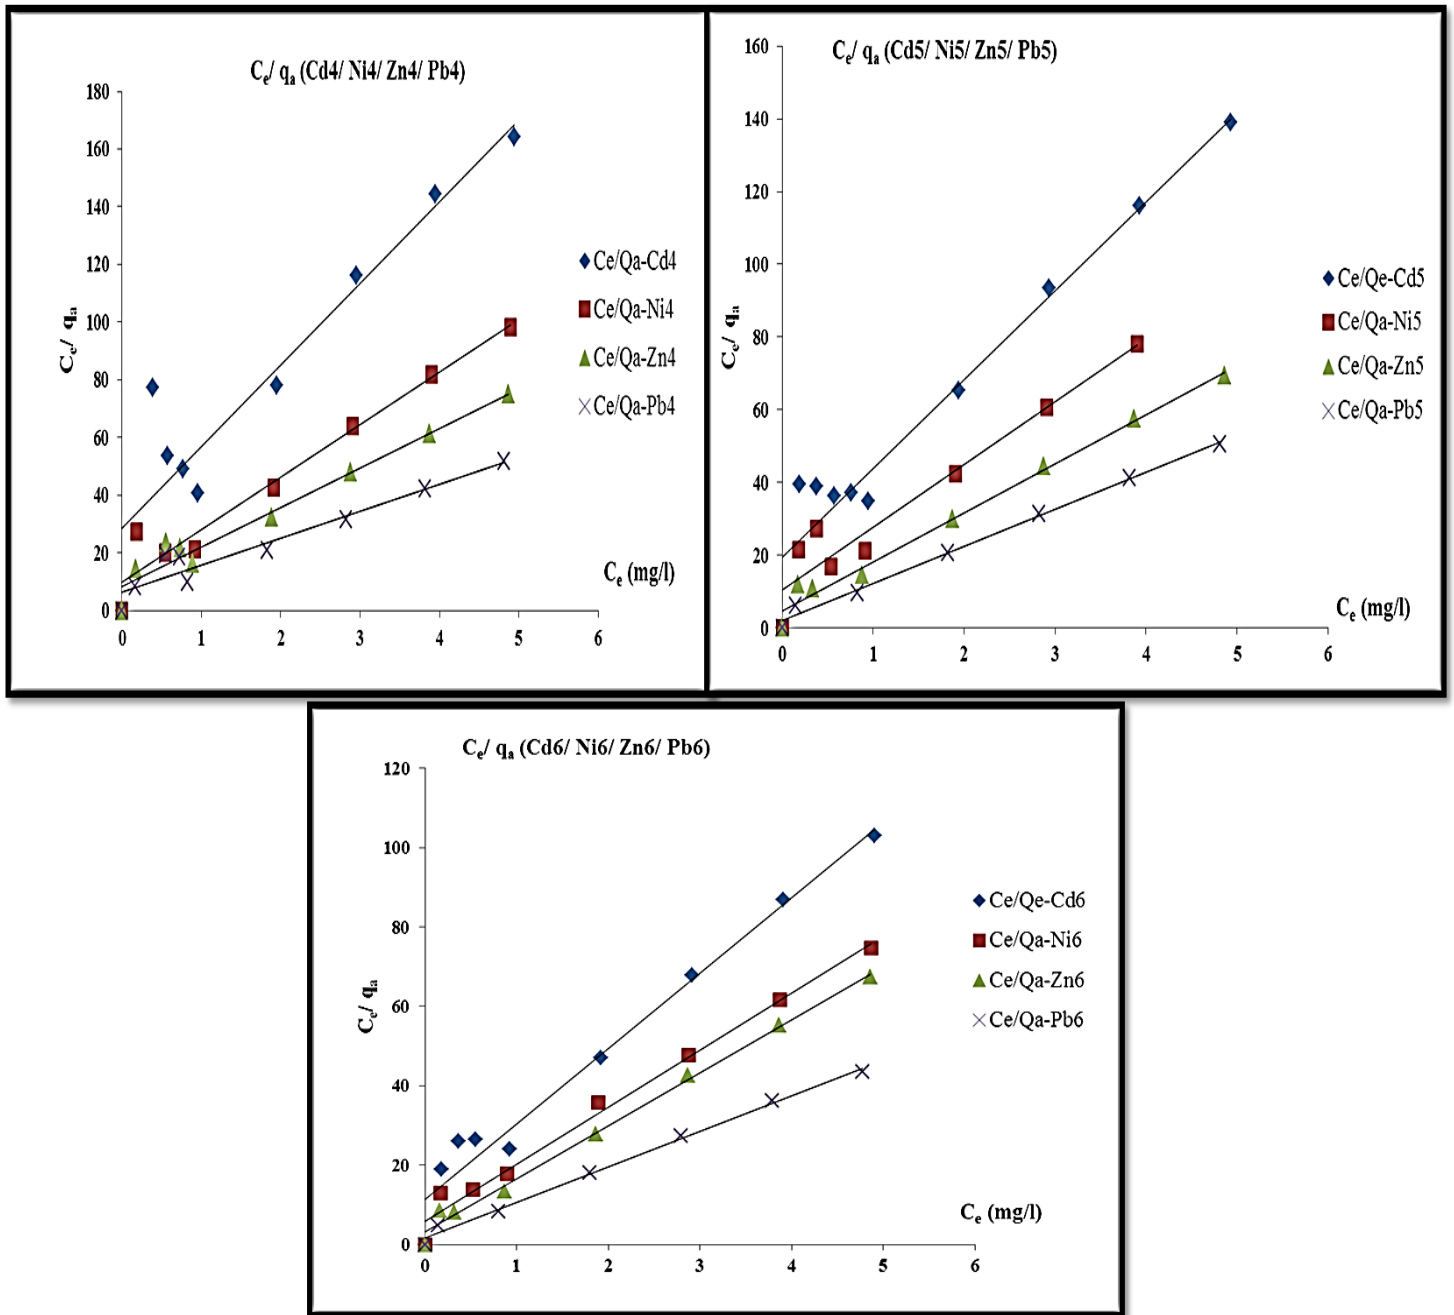 Cₑ/ qₐ (Cd4/ Ni4/ Zn4/ Pb4)
180
160
140
120
100
80
60
40
20
0
Cₑ/ qₐ
0 1 2 3 4 5 6
Cₑ (mg/l)
Ce/Qa-Cd4
Ce/Qa-Ni4
Ce/Qa-Zn4
Ce/Qa-Pb4
Cₑ/ qₐ (Cd5/ Ni5/ Zn5/ Pb5)
160
140
120
100
80
60
40
20
0
Cₑ/ qₐ
0 1 2 3 4 5 6
Cₑ (mg/l)
Ce/Qe-Cd5
Ce/Qa-Ni5
Ce/Qa-Zn5
Ce/Qa-Pb5
Cₑ/ qₐ (Cd6/ Ni6/ Zn6/ Pb6)
120
100
80
60
40
20
0
Cₑ/ qₐ
0 1 2 3 4 5 6
Cₑ (mg/l)
Ce/Qe-Cd6
Ce/Qa-Ni6
Ce/Qa-Zn6
Ce/Qa-Pb6